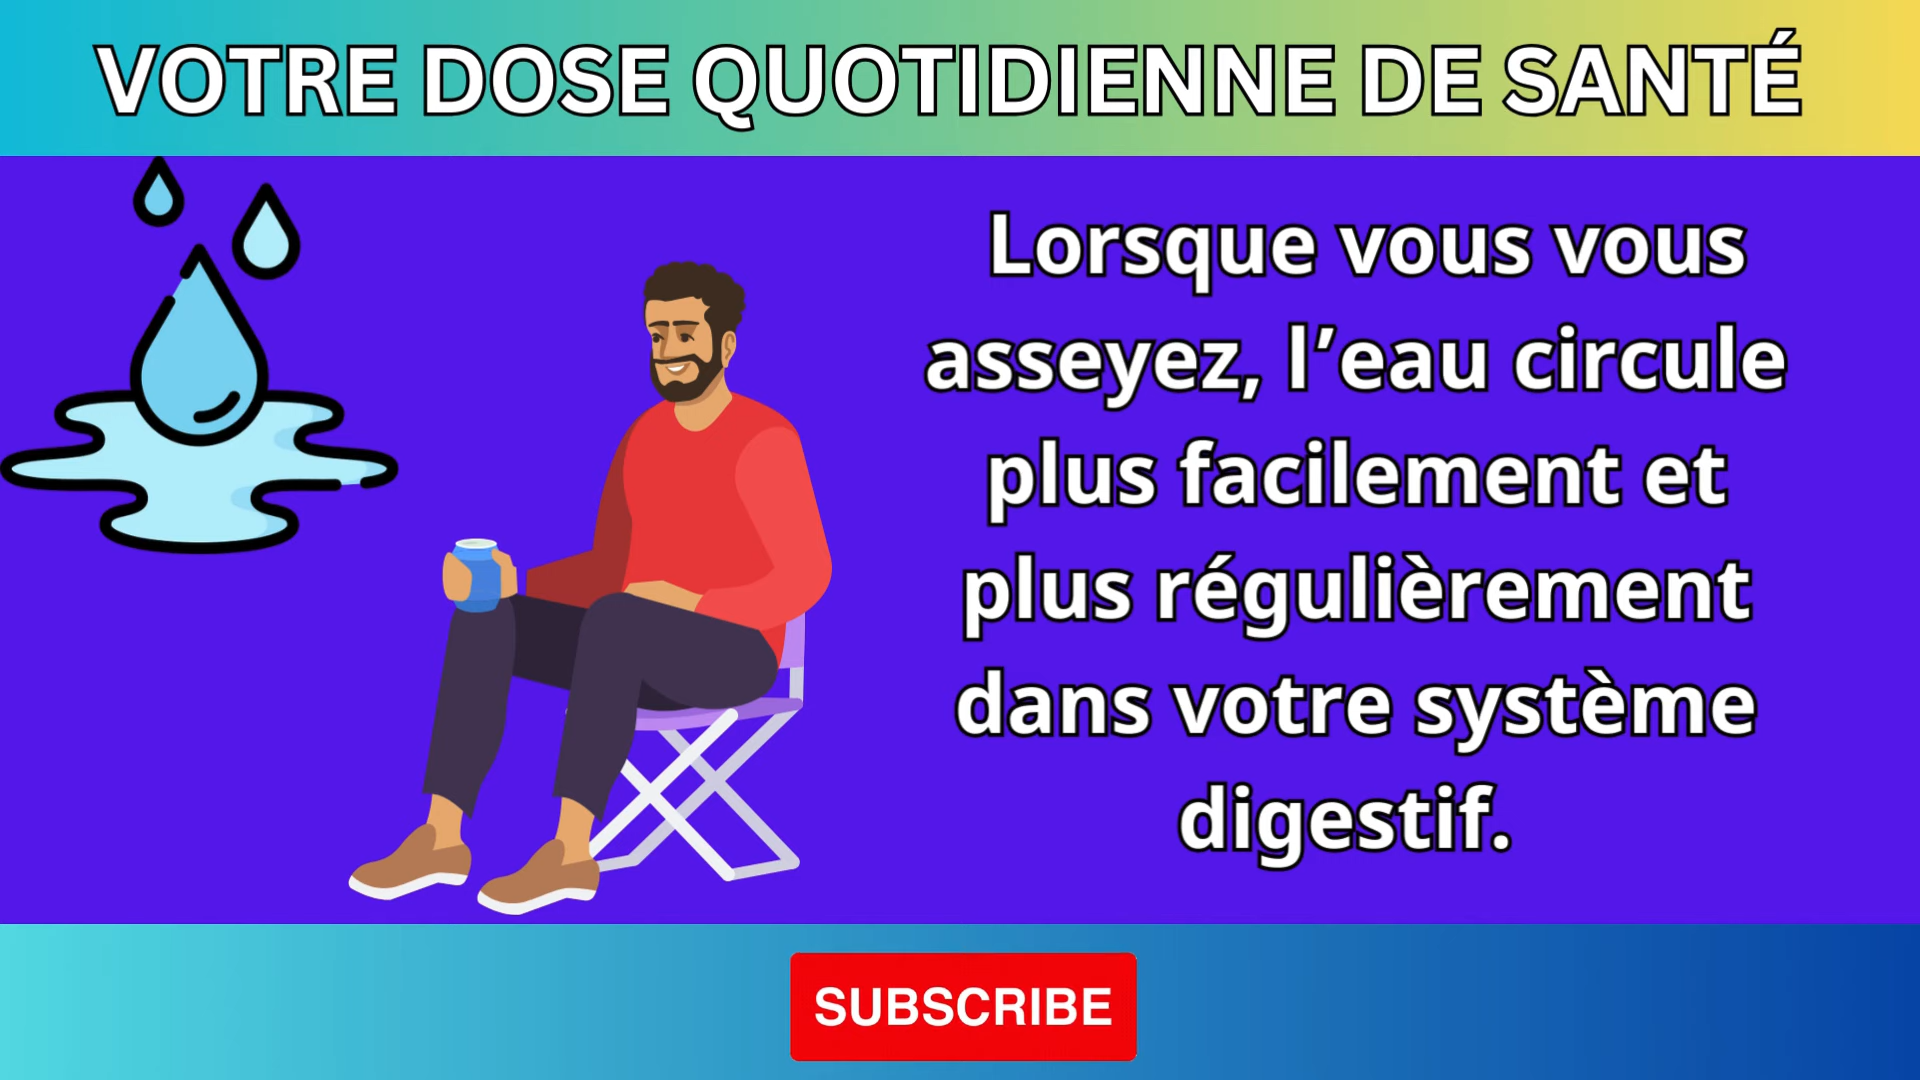 VOTRE DOSE QUOTIDIENNE DE SANTÉ
Lorsque vous vous
asseyez, l’eau circule
plus facilement et
plus régulièrement
dans votre système
digestif.
SUBSCRIBE